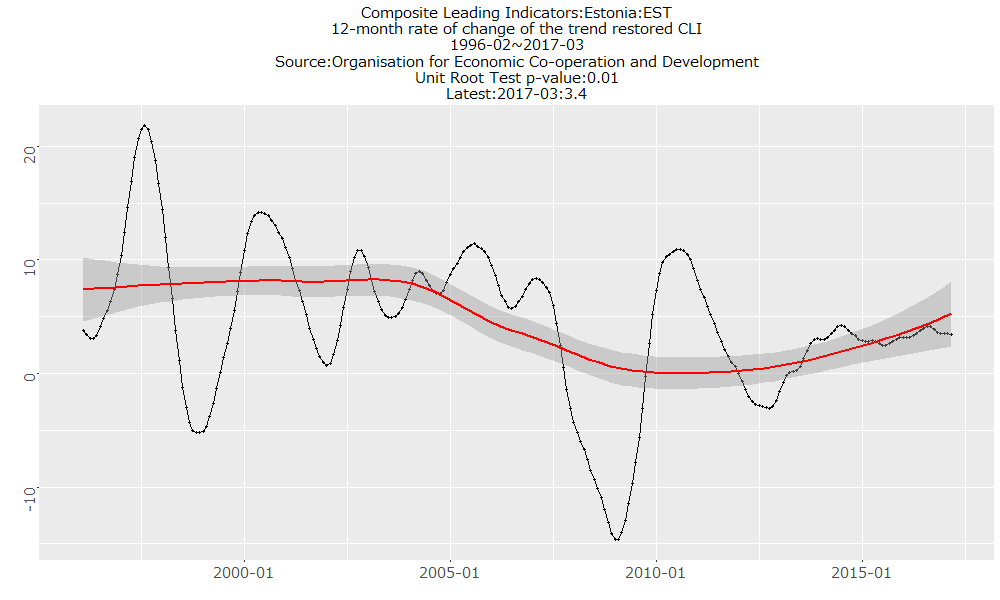 Composite Leading Indicators:Estonia:EST
12-month rate of change of the trend restored CLI
1996-02~2017-03
Source:Organisation for Economic Co-operation and Development
Unit Root Test p-value:0.01
Latest:2017-03:3.4
20
10
0
-10
2000-01
2005-01
2010-01
2015-01